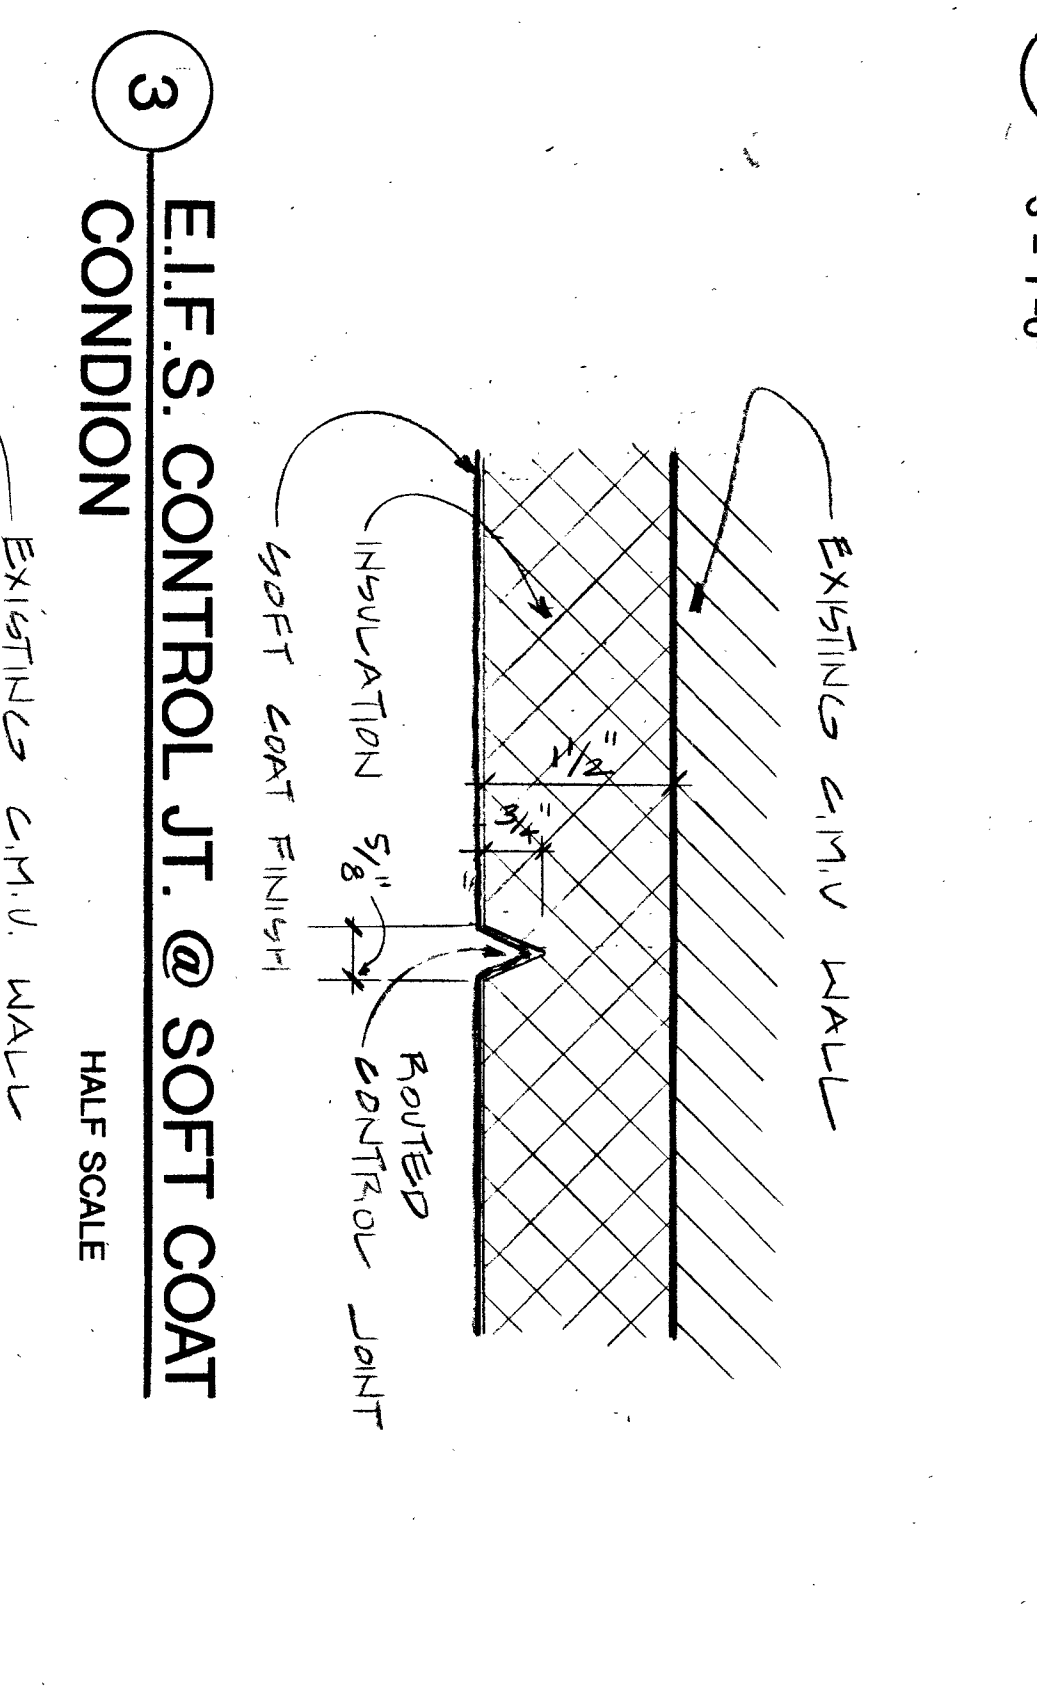 EXISTING C.M.U WALL
1 1/2"
3/4"
5/8"
ROUTED
CONTROL JOINT
INSULATION
SOFT COAT FINISH
3
E.I.F.S. CONTROL JT. @ SOFT COAT
CONDION
HALF SCALE
EXISTING C.M.U. WALL